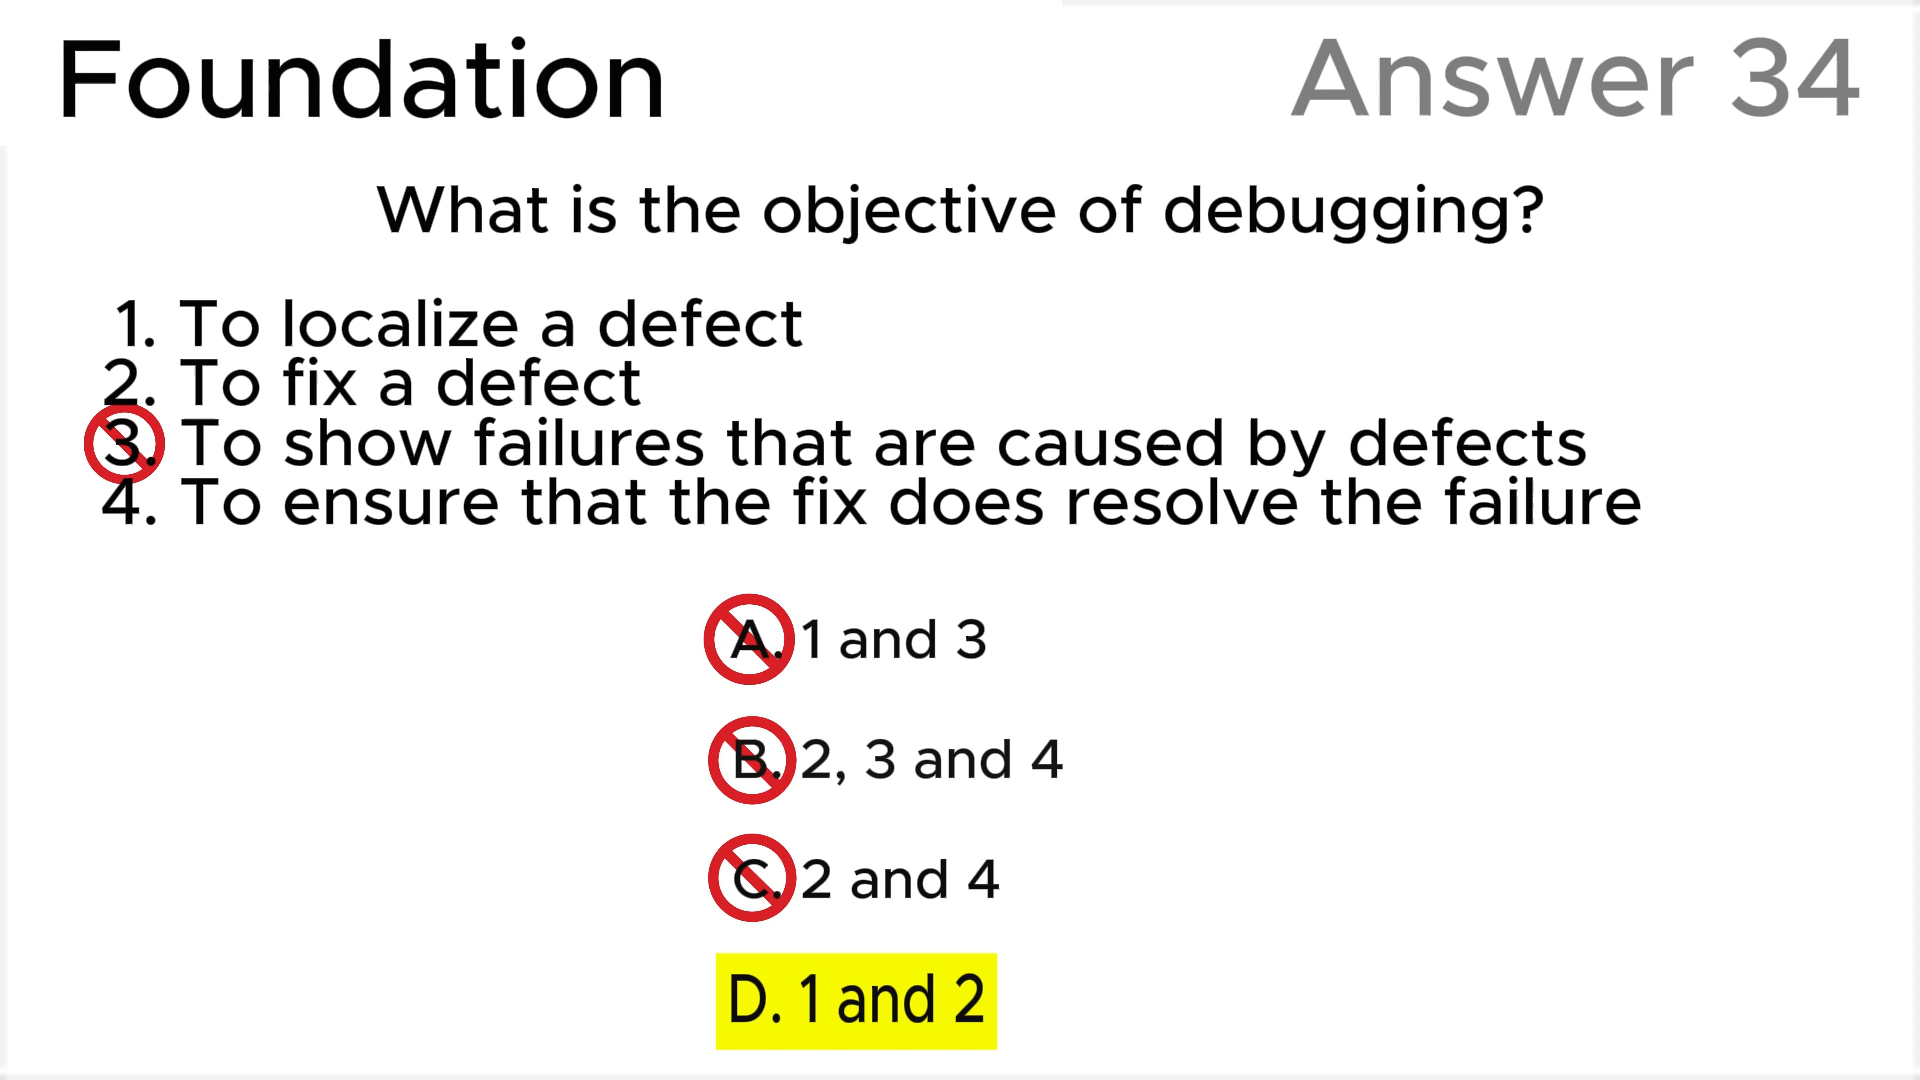 Foundation
Answer 34
What is the objective of debugging?
1. To localize a defect
2. To fix a defect
3. To show failures that are caused by defects
4. To ensure that the fix does resolve the failure
A. 1 and 3
B. 2, 3 and 4
C. 2 and 4
D. 1 and 2